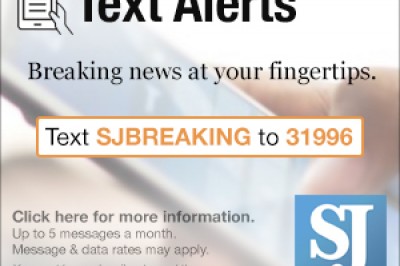 Text Alerts
Breaking news at your fingertips.
Text SJBREAKING to 31996
Click here for more information.
Up to 5 messages a month.
Message & data rates may apply.
SJ